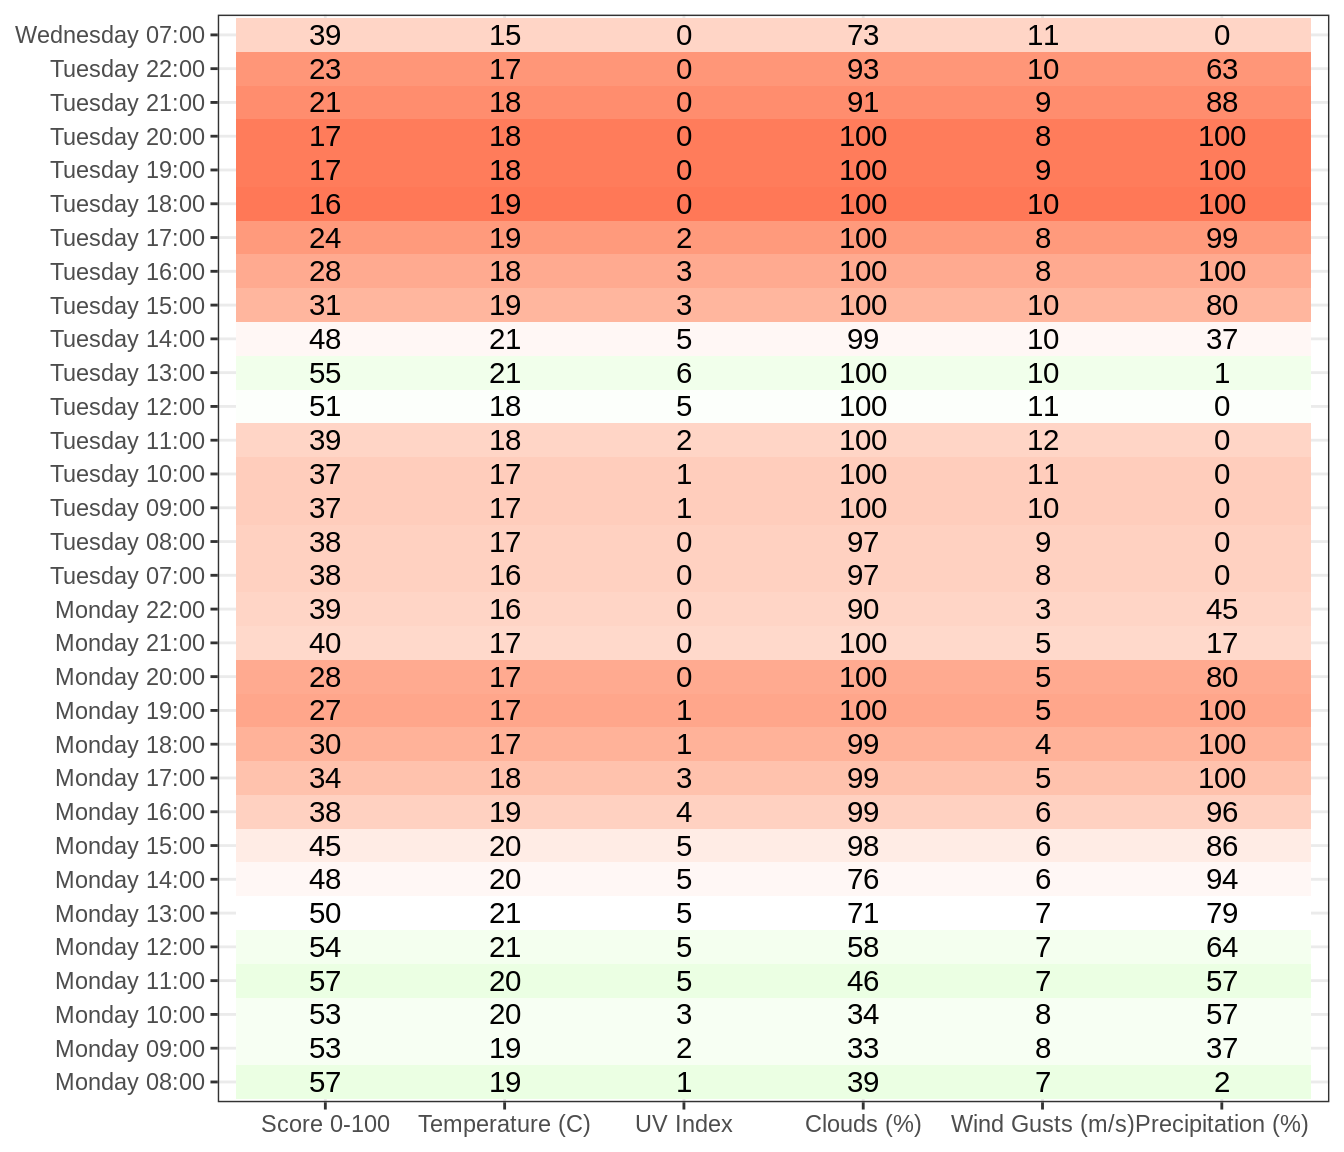 Wednesday 07:00 39 15 0 73 11 0
Tuesday 22:00 23 17 0 93 10 63
Tuesday 21:00 21 18 0 91 9 88
Tuesday 20:00 17 18 0 100 8 100
Tuesday 19:00 17 18 0 100 9 100
Tuesday 18:00 16 19 0 100 10 100
Tuesday 17:00 24 19 2 100 8 99
Tuesday 16:00 28 18 3 100 8 100
Tuesday 15:00 31 19 3 100 10 80
Tuesday 14:00 48 21 5 99 10 37
Tuesday 13:00 55 21 6 100 10 1
Tuesday 12:00 51 18 5 100 11 0
Tuesday 11:00 39 18 2 100 12 0
Tuesday 10:00 37 17 1 100 11 0
Tuesday 09:00 37 17 1 100 10 0
Tuesday 08:00 38 17 0 97 9 0
Tuesday 07:00 38 16 0 97 8 0
Monday 22:00 39 16 0 90 3 45
Monday 21:00 40 17 0 100 5 17
Monday 20:00 28 17 0 100 5 80
Monday 19:00 27 17 1 100 5 100
Monday 18:00 30 17 1 99 4 100
Monday 17:00 34 18 3 99 5 100
Monday 16:00 38 19 4 99 6 96
Monday 15:00 45 20 5 98 6 86
Monday 14:00 48 20 5 76 6 94
Monday 13:00 50 21 5 71 7 79
Monday 12:00 54 21 5 58 7 64
Monday 11:00 57 20 5 46 7 57
Monday 10:00 53 20 3 34 8 57
Monday 09:00 53 19 2 33 8 37
Monday 08:00 57 19 1 39 7 2
Score 0-100 Temperature (C) UV Index Clouds (%) Wind Gusts (m/s) Precipitation (%)